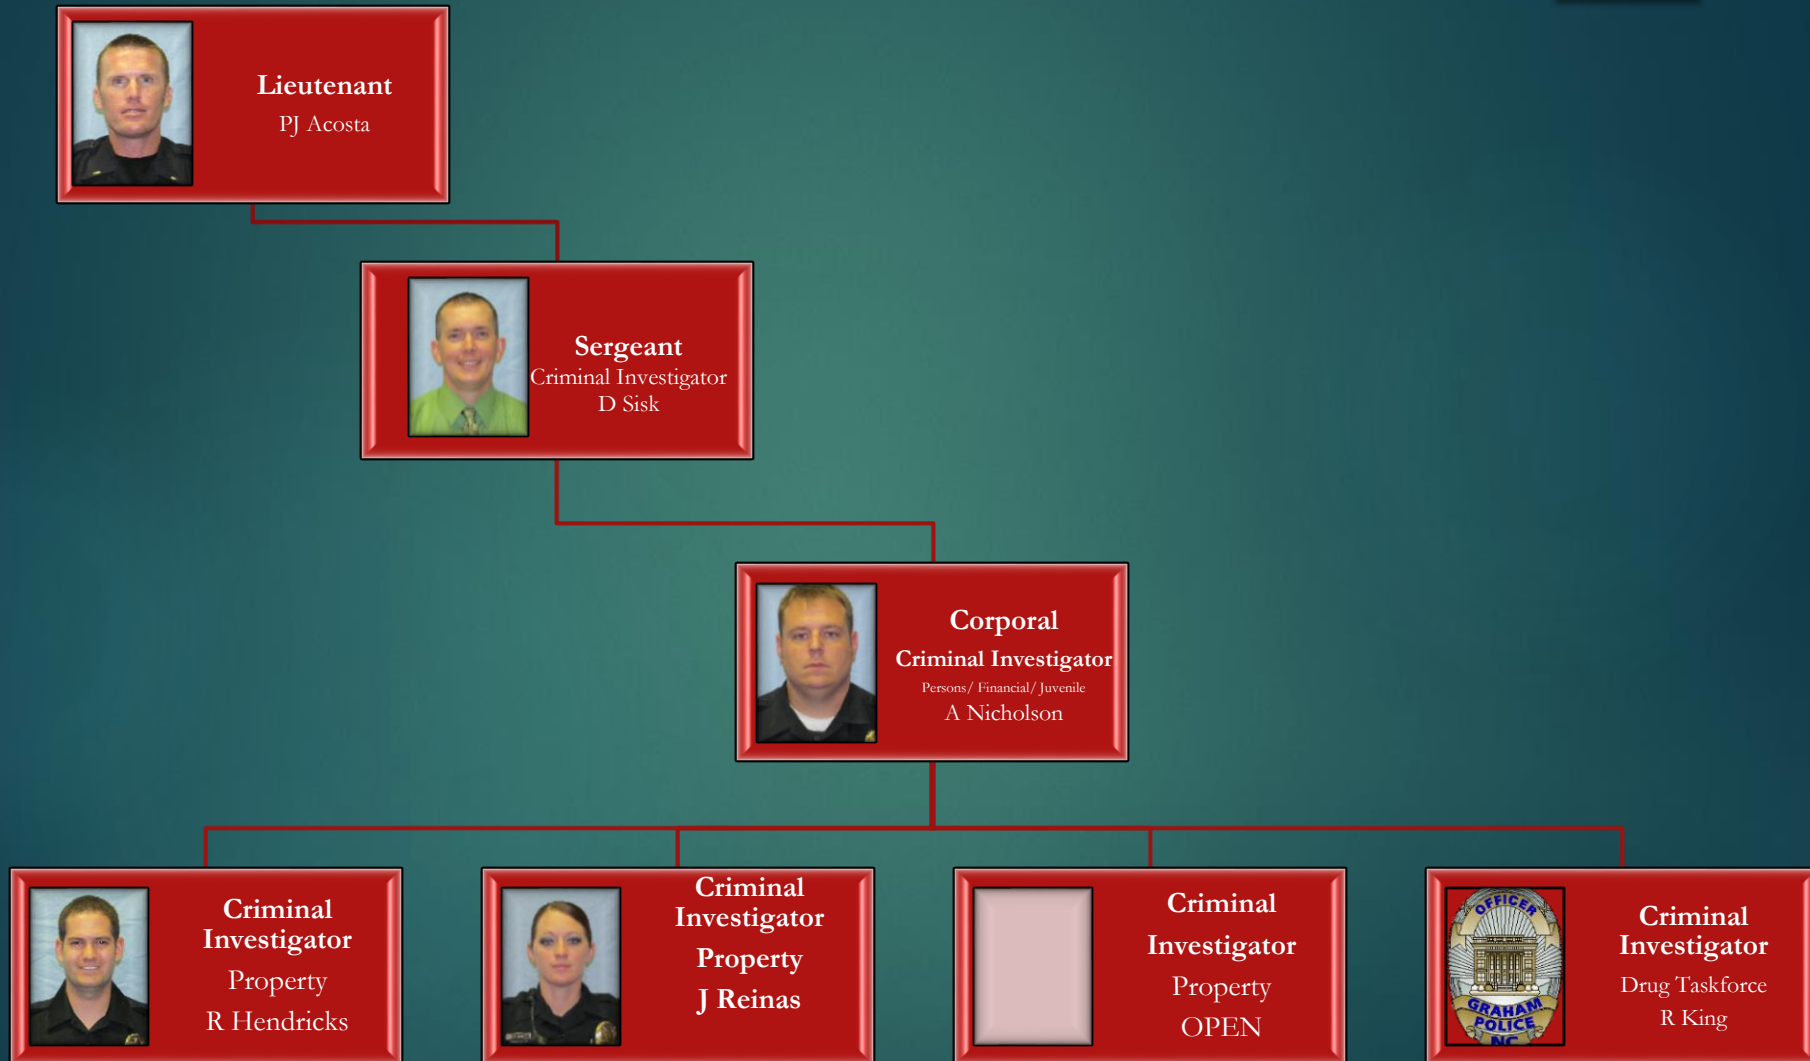 Lieutenant
PJ Acosta
Sergeant
Criminal Investigator
D Sisk
Corporal
Criminal Investigator
Persons/ Financial/ Juvenile
A Nicholson
Criminal
Investigator
Property
R Hendricks
Criminal
Investigator
Property
J Reinas
Criminal
Investigator
Property
OPEN
OFFICER
GRAHAM
POLICE
NC
Criminal
Investigator
Drug Taskforce
R King